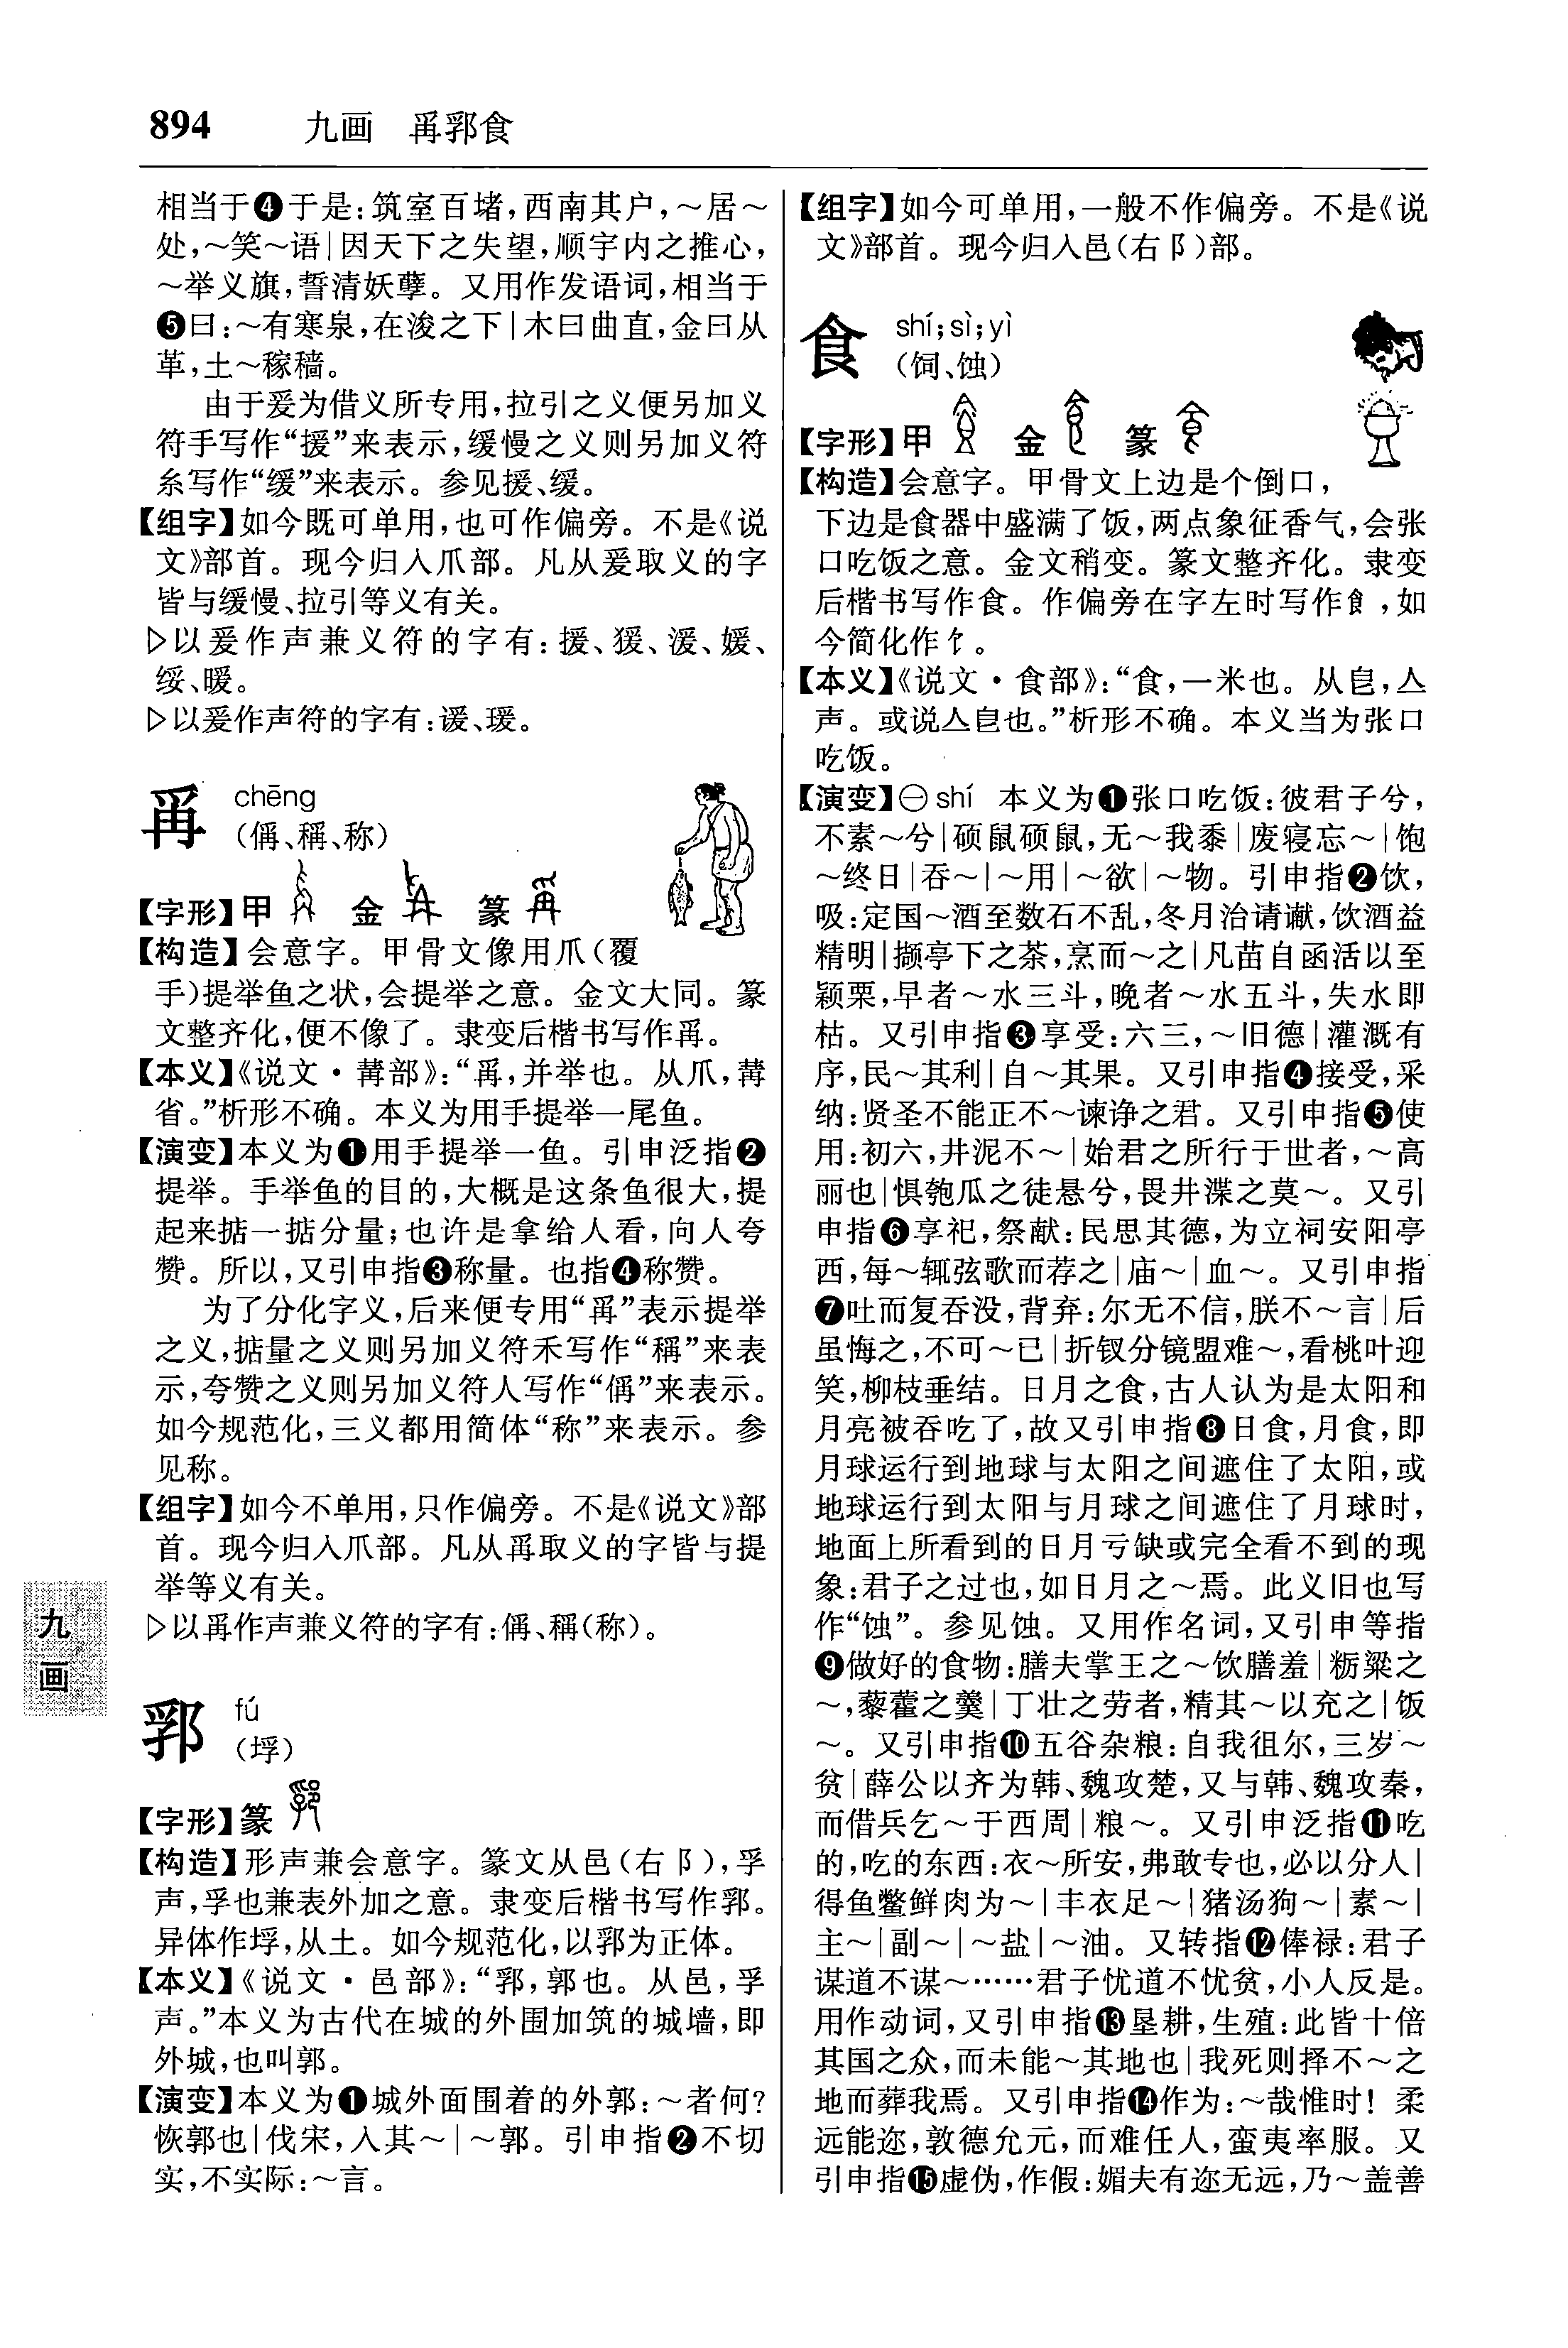 894 九画 爯郛食
相当于❹于是:筑室百堵,西南其户,～居～
处,～笑～语|因天下之失望,顺宇内之推心,
～举义旗,誓清妖孽。又用作发语词,相当于
❺曰:～有寒泉,在浚之下|木曰曲直,金曰从
革,土～稼穑。
由于爰为借义所专用,拉引之义便另加义
符手写作“援”来表示,缓慢之义则另加义符
糸写作“缓”来表示。参见援、缓。
【组字】如今既可单用,也可作偏旁。不是《说
文》部首。现今归入爪部。凡从爰取义的字
皆与缓慢、拉引等义有关。
▷以爰作声兼义符的字有:援、猨、湲、媛、
缓、暖。
▷以爰作声符的字有:谖、瑗。
爯 chēng
(偁、稱、称)
【字形】甲 金 篆
【构造】会意字。甲骨文像用爪(覆
手)提举鱼之状,会提举之意。金文大同。篆
文整齐化,便不像了。隶变后楷书写作爯。
【本义】《说文·冓部》:“爯,并举也。从爪,冓
省。”析形不确。本义为用手提举一尾鱼。
【演变】本义为❶用手提举一鱼。引申泛指❷
提举。手举鱼的目的,大概是这条鱼很大,提
起来掂一掂分量;也许是拿给人看,向人夸
赞。所以,又引申指❸称量。也指❹称赞。
为了分化字义,后来便专用“爯”表示提举
之义,掂量之义则另加义符禾写作“稱”来表
示,夸赞之义则另加义符人写作“偁”来表示。
如今规范化,三义都用简体“称”来表示。参
见称。
【组字】如今不单用,只作偏旁。不是《说文》部
首。现今归入爪部。凡从爯取义的字皆与提
举等义有关。
▷以爯作声兼义符的字有:偁、稱(称)。
郛 fú
(垺)
【字形】篆
【构造】形声兼会意字。篆文从邑(右阝),孚
声,孚也兼表外加之意。隶变后楷书写作郛。
异体作垺,从土。如今规范化,以郛为正体。
【本义】《说文·邑部》:“郛,郭也。从邑,孚
声。”本义为古代在城的外围加筑的城墙,即
外城,也叫郭。
【演变】本义为❶城外面围着的外郭:～者何?
恢郭也|伐宋,入其～|～郭。引申指❷不切
实,不实际:～言。
【组字】如今可单用,一般不作偏旁。不是《说
文》部首。现今归入邑(右阝)部。
食 shí;sì;yì
(饲、蚀)
【字形】甲 金 篆
【构造】会意字。甲骨文上边是个倒口,
下边是食器中盛满了饭,两点象征香气,会张
口吃饭之意。金文稍变。篆文整齐化。隶变
后楷书写作食。作偏旁在字左时写作飠,如
今简化作饣。
【本义】《说文·食部》:“食,一米也。从皀,亼
声。或说亼皀也。”析形不确。本义当为张口
吃饭。
【演变】㊀shí 本义为❶张口吃饭:彼君子兮,
不素～兮|硕鼠硕鼠,无～我黍|废寝忘～|饱
～终日|吞～|～用|～欲|～物。引申指❷饮,
吸:定国～酒至数石不乱,冬月治请谳,饮酒益
精明|撷亭下之茶,烹而～之|凡苗自函活以至
颖栗,早者～水三斗,晚者～水五斗,失水即
枯。又引申指❸享受:六三,～旧德|灌溉有
序,民～其利|自～其果。又引申指❹接受,采
纳:贤圣不能正不～谏诤之君。又引申指❺使
用:初六,井泥不～|始君之所行于世者,～高
丽也|惧匏瓜之徒悬兮,畏井渫之莫～。又引
申指❻享祀,祭献:民思其德,为立祠安阳亭
西,每～辄弦歌而荐之|庙～|血～。又引申指
❼吐而复吞没,背弃:尔无不信,朕不～言|后
虽悔之,不可～已|折钗分镜盟难～,看桃叶迎
笑,柳枝垂结。日月之食,古人认为是太阳和
月亮被吞吃了,故又引申指❽日食,月食,即
月球运行到地球与太阳之间遮住了太阳,或
地球运行到太阳与月球之间遮住了月球时,
地面上所看到的日月亏缺或完全看不到的现
象:君子之过也,如日月之～焉。此义旧也写
作“蚀”。参见蚀。又用作名词,又引申等指
❾做好的食物:膳夫掌王之～饮膳羞|粝粱之
～,藜藿之羹|丁壮之劳者,精其～以充之|饭
～。又引申指❿五谷杂粮:自我徂尔,三岁～
贫|薛公以齐为韩、魏攻楚,又与韩、魏攻秦,
而借兵乞～于西周|粮～。又引申泛指⓫吃
的,吃的东西:衣～所安,弗敢专也,必以分人|
得鱼鳖鲜肉为～|丰衣足～|猪汤狗～|素～|
主～|副～|～盐|～油。又转指⓬俸禄:君子
谋道不谋～……君子忧道不忧贫,小人反是。
用作动词,又引申指⓭垦耕,生殖:此皆十倍
其国之众,而未能～其地也|我死则择不～之
地而葬我焉。又引申指⓮作为:～哉惟时!柔
远能迩,敦德允元,而难任人,蛮夷率服。又
引申指⓯虚伪,作假:媚夫有迩无远,乃～盖善
九画